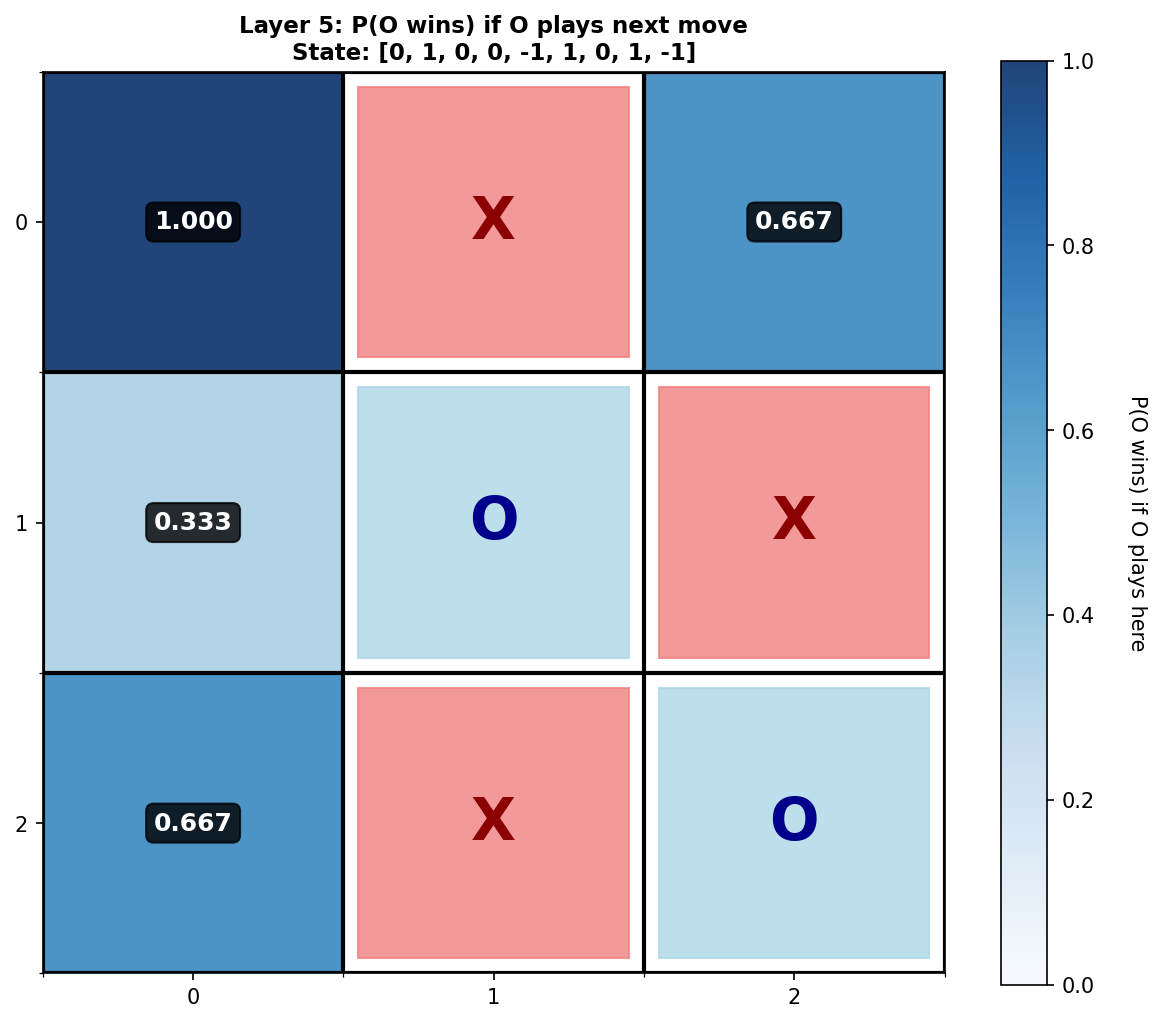 Layer 5: P(O wins) if O plays next move
State: [0, 1, 0, 0, -1, 1, 0, 1, -1]
0
1.000
X
0.667
1
0.333
O
X
2
0.667
X
O
0
1
2
1.0
0.8
0.6
0.4
0.2
0.0
P(O wins) if O plays here